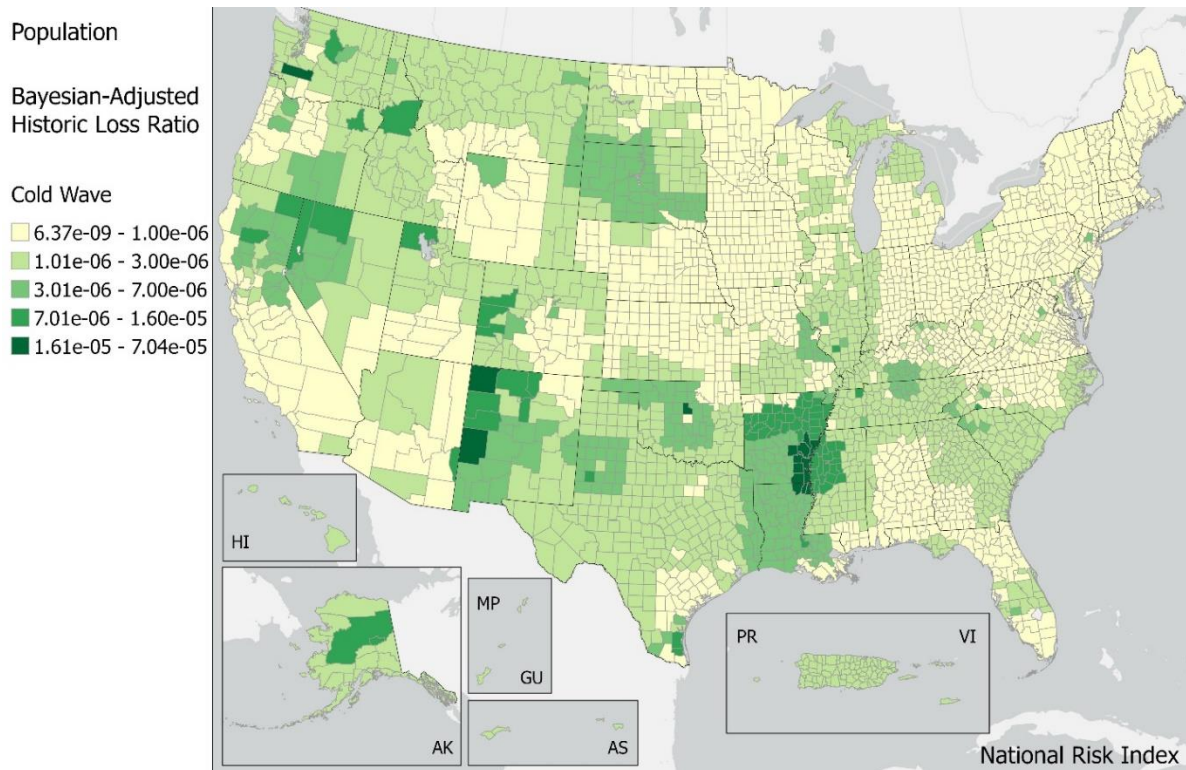 Population
Bayesian-Adjusted
Historic Loss Ratio
Cold Wave
6.37e-09 - 1.00e-06
1.01e-06 - 3.00e-06
3.01e-06 - 7.00e-06
7.01e-06 - 1.60e-05
1.61e-05 - 7.04e-05
HI
AK
MP
GU
AS
PR
VI
National Risk Index